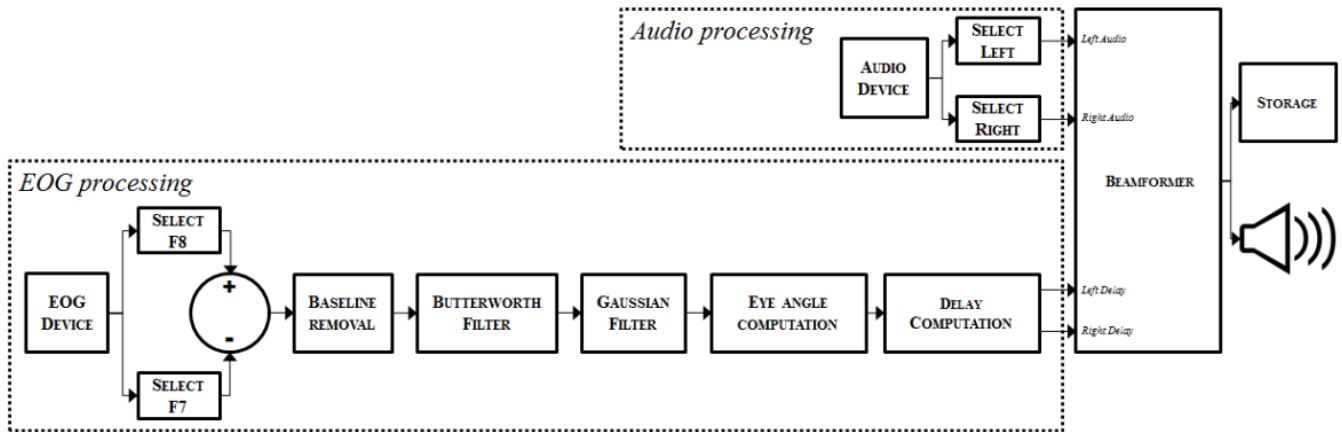 Audio processing
AUDIO
DEVICE
SELECT
LEFT
SELECT
RIGHT
Left Audio
Right Audio
BEAMFORMER
STORAGE
EOG processing
EOG
DEVICE
SELECT
F8
SELECT
F7
+
-
BASELINE
REMOVAL
BUTTERWORTH
FILTER
GAUSSIAN
FILTER
EYE ANGLE
COMPUTATION
DELAY
COMPUTATION
Left Delay
Right Delay